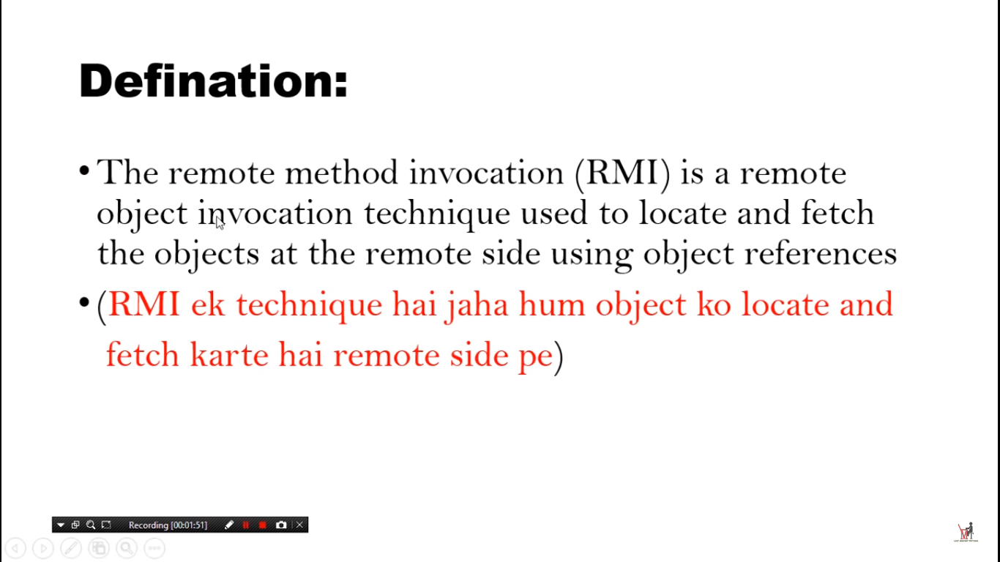 Defination:
• The remote method invocation (RMI) is a remote
object invocation technique used to locate and fetch
the objects at the remote side using object references
• (RMI ek technique hai jaha hum object ko locate and
fetch karte hai remote side pe)
Recording [00:01:51]